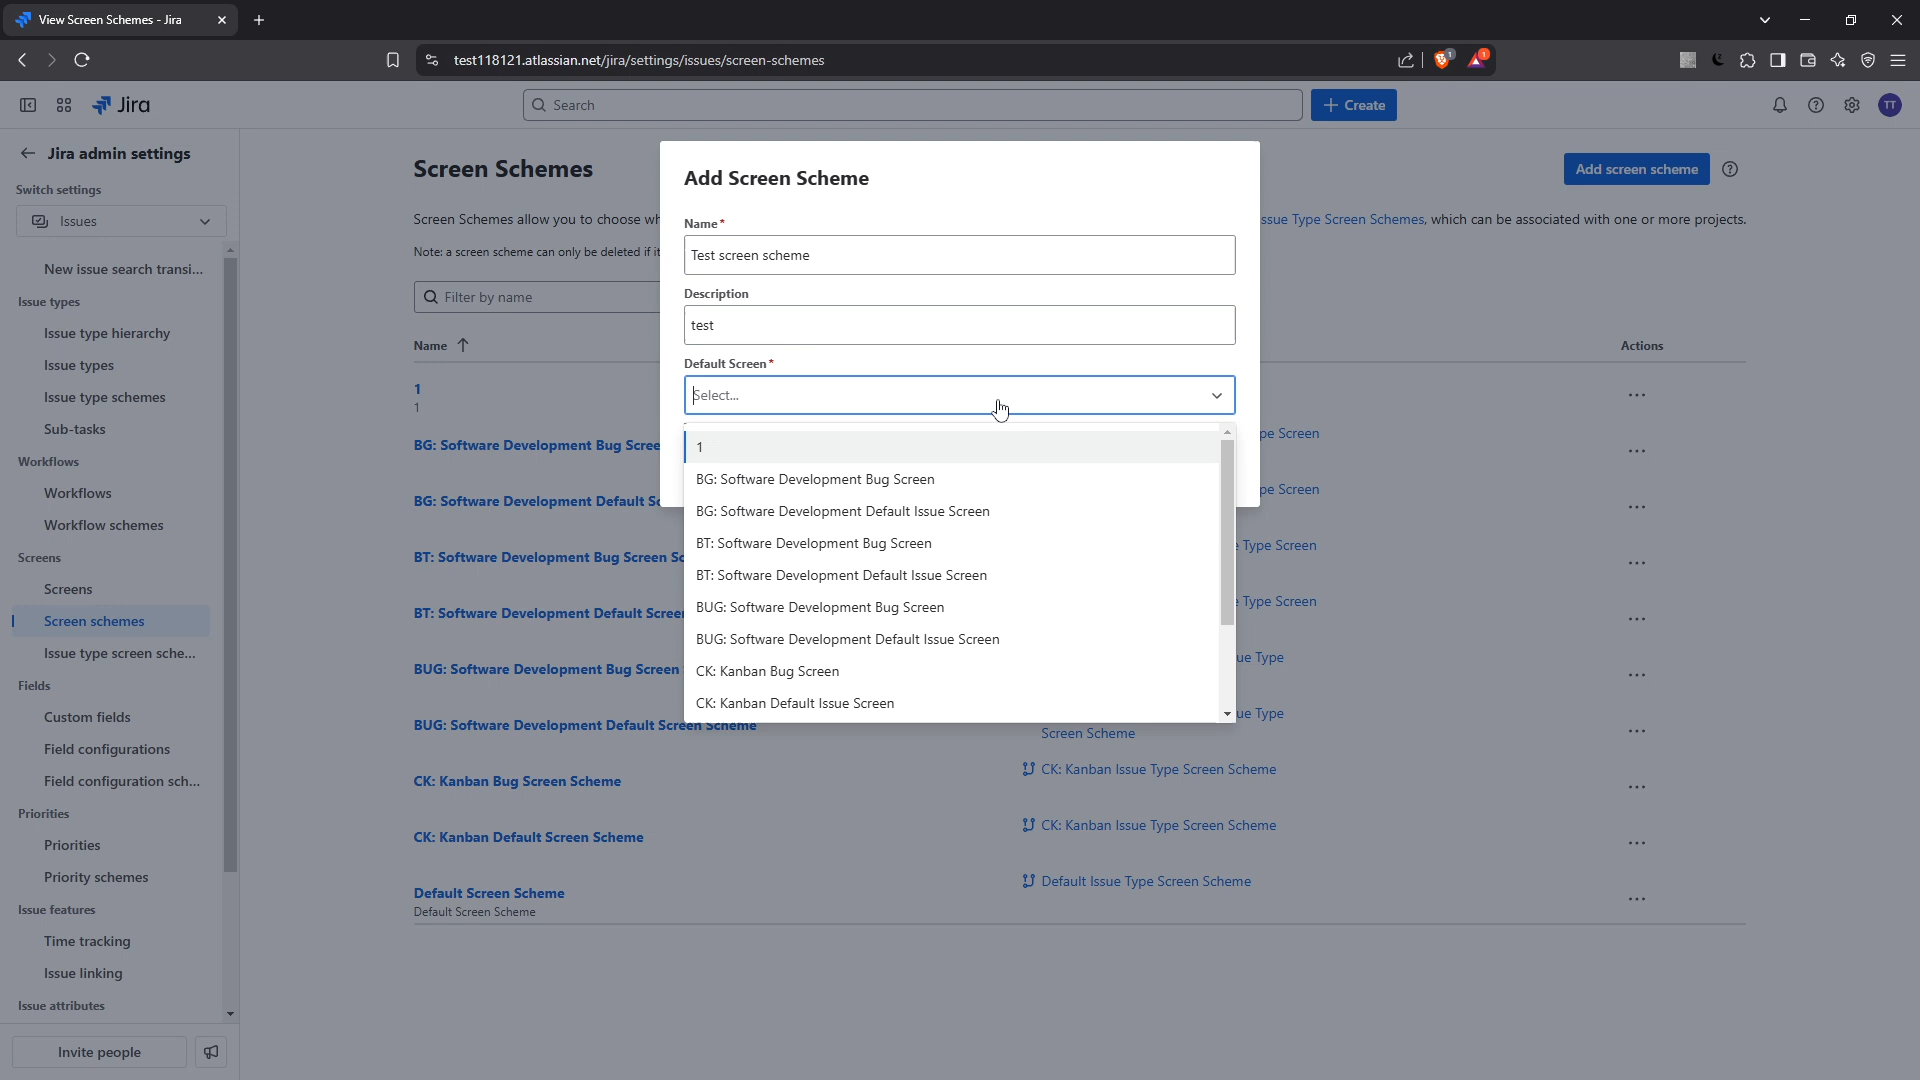 View Screen Schemes - Jira
test118121.atlassian.net/jira/settings/issues/screen-schemes
1
1
Jira
Search
Create
TT
Jira admin settings
Switch settings
Issues
New issue search transi...
Issue types
Issue type hierarchy
Issue types
Issue type schemes
Sub-tasks
Workflows
Workflows
Workflow schemes
Screens
Screens
Screen schemes
Issue type screen sche...
Fields
Custom fields
Field configurations
Field configuration sch...
Priorities
Priorities
Priority schemes
Issue features
Time tracking
Issue linking
Issue attributes
Invite people
Screen Schemes
Add screen scheme
Screen Schemes allow you to choose wh
ssue Type Screen Schemes, which can be associated with one or more projects.
Note: a screen scheme can only be deleted if it
Filter by name
Name
Actions
1
1
BG: Software Development Bug Scree
pe Screen
BG: Software Development Default Sc
pe Screen
BT: Software Development Bug Screen Sc
e Type Screen
BT: Software Development Default Scree
e Type Screen
BUG: Software Development Bug Screen
ue Type
BUG: Software Development Default Screen Scheme
ue Type
Screen Scheme
CK: Kanban Bug Screen Scheme
CK: Kanban Issue Type Screen Scheme
CK: Kanban Default Screen Scheme
CK: Kanban Issue Type Screen Scheme
Default Screen Scheme
Default Screen Scheme
Default Issue Type Screen Scheme
Add Screen Scheme
Name*
Test screen scheme
Description
test
Default Screen*
Select...
1
BG: Software Development Bug Screen
BG: Software Development Default Issue Screen
BT: Software Development Bug Screen
BT: Software Development Default Issue Screen
BUG: Software Development Bug Screen
BUG: Software Development Default Issue Screen
CK: Kanban Bug Screen
CK: Kanban Default Issue Screen